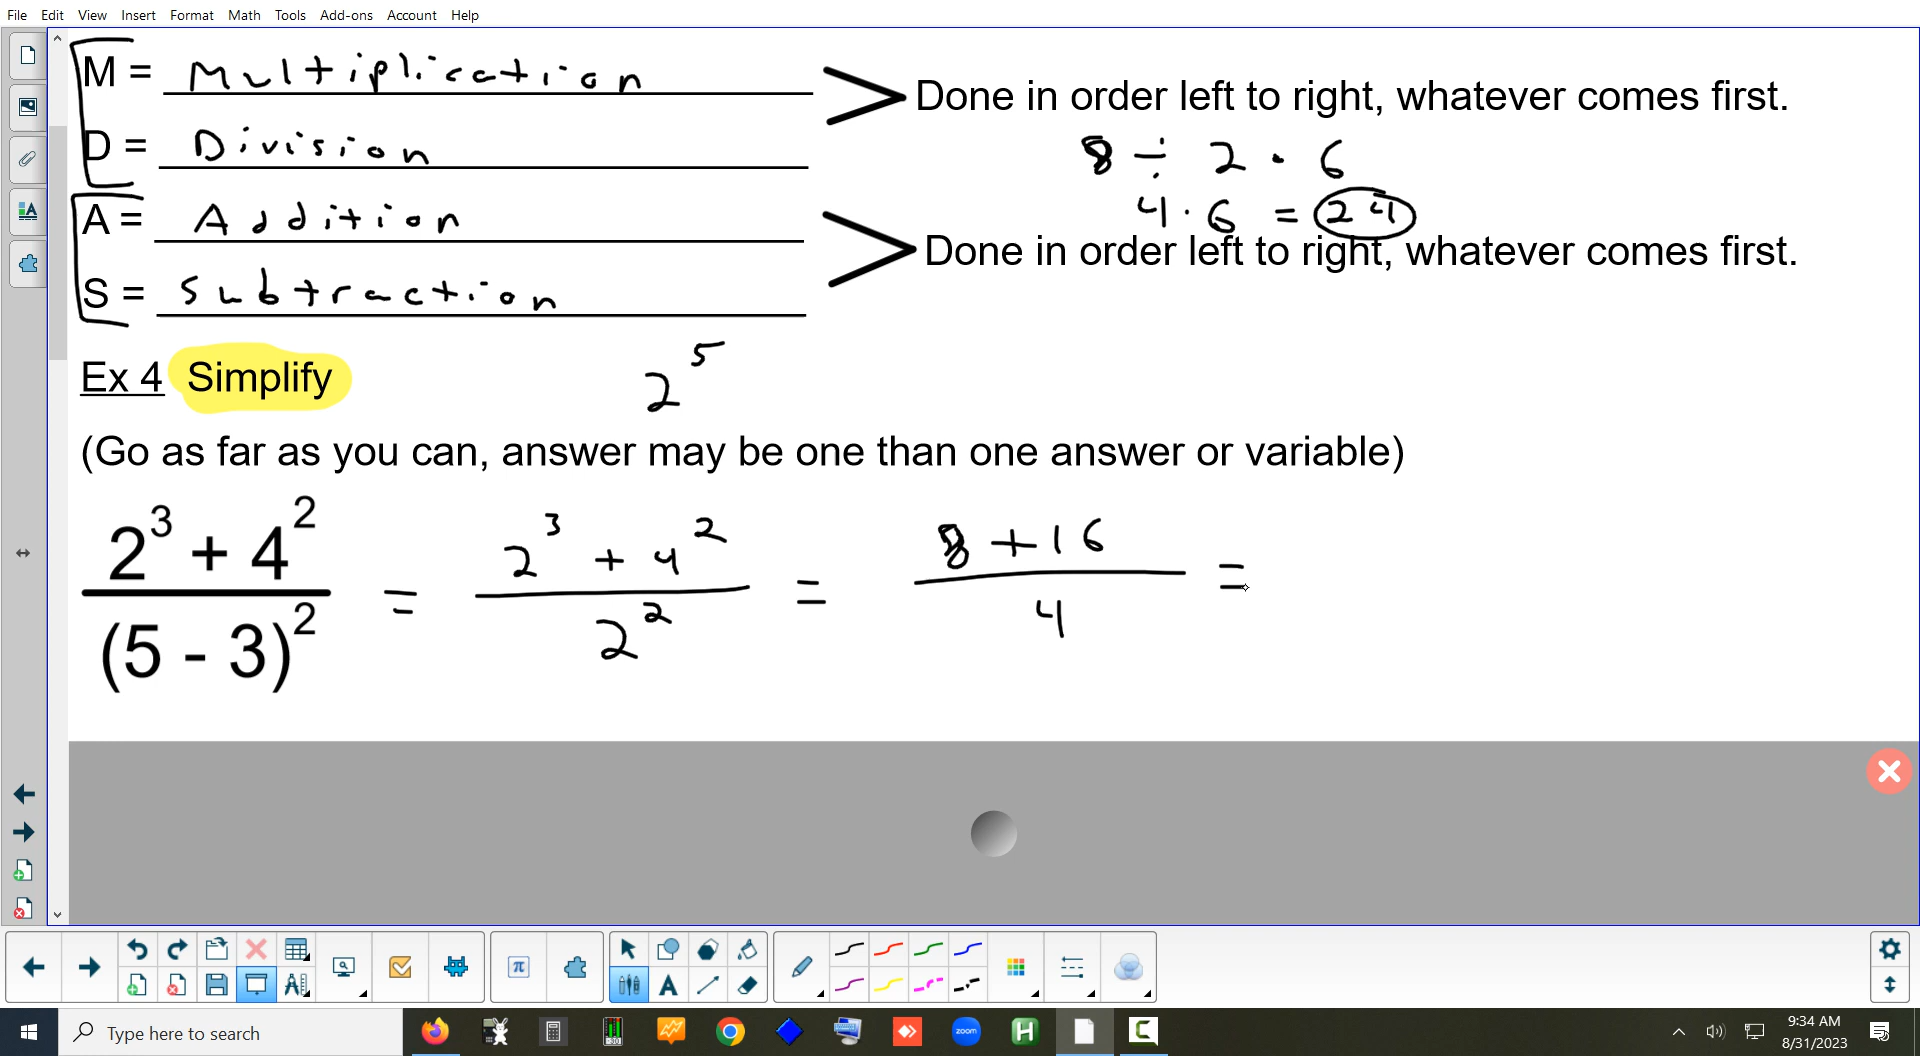 File Edit View Insert Format Math Tools Add-ons Account Help
M = Multiplication
Done in order left to right, whatever comes first.
D = Division
8 ÷ 2 · 6
A = Addition
4 · 6 = 24
Done in order left to right, whatever comes first.
S = Subtraction
Ex 4 Simplify
2^5
(Go as far as you can, answer may be one than one answer or variable)
(2^3 + 4^2) / (5 - 3)^2 = (2^3 + 4^2) / 2^2 = (8 + 16) / 4 =
Type here to search
zoom
9:34 AM
8/31/2023